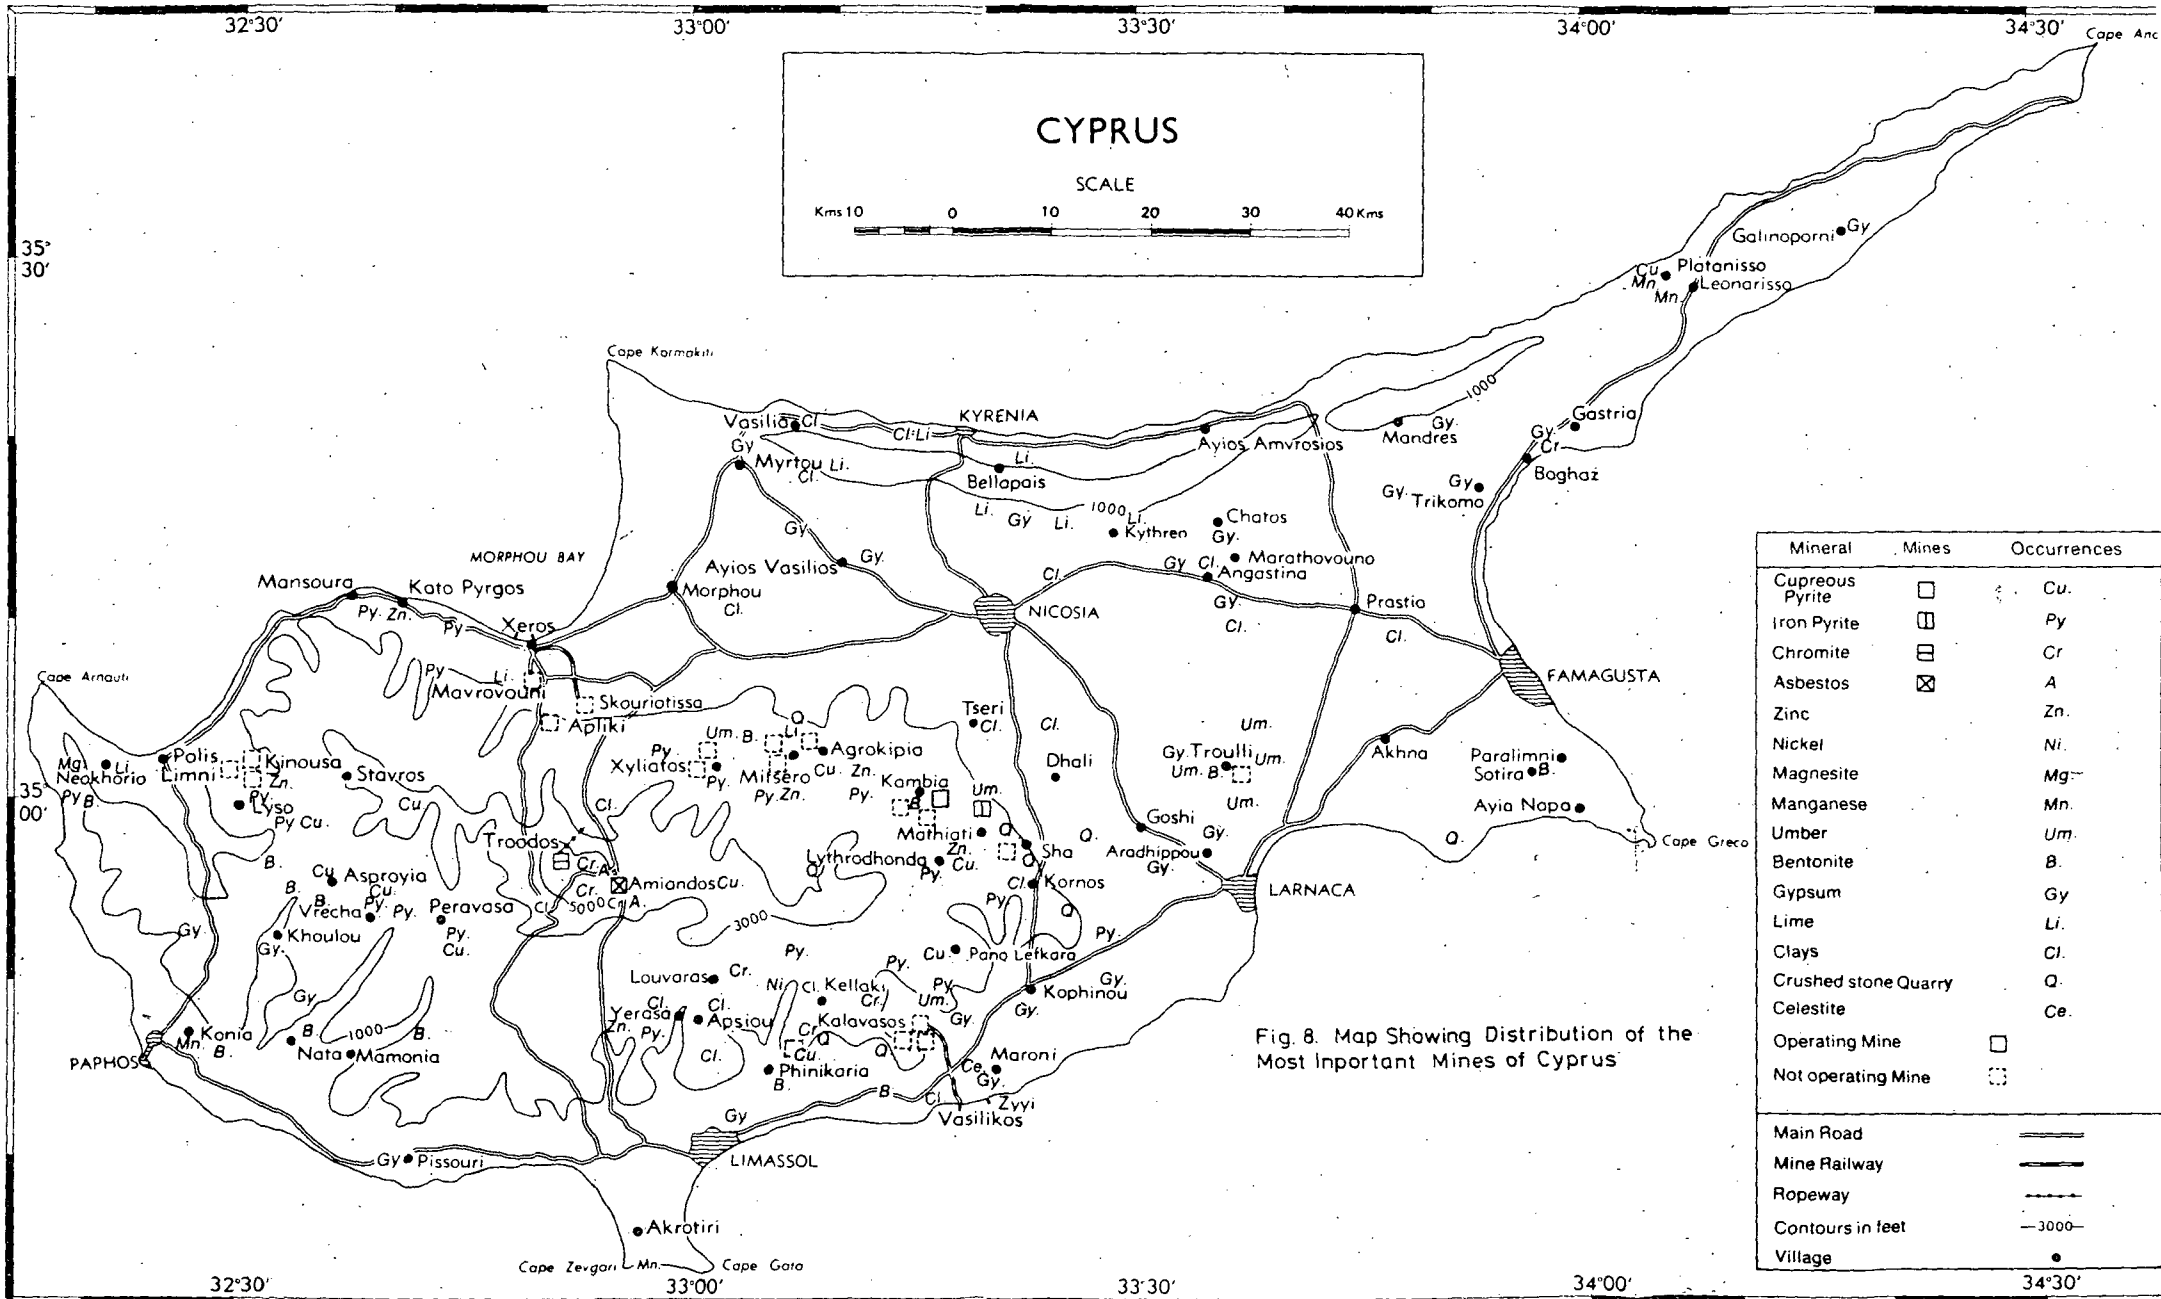 32°30'
33°00'
33°30'
34°00'
34°30'
Cape Anc
CYPRUS
SCALE
Kms 10 0 10 20 30 40 Kms
35°
30'
Galinoporni Gy
Cu Platanisso
Mn
Mn. Leonarisso
Cape Kormakiti
1000
Vasilia Cl
Cl. Li
KYRENIA
Ayios Amvrosios
Mandres
Gy.
Gastria
Gy.
Cr
Boghaz
Gy
Myrtou Li.
Cl.
Li.
Bellapais
Gy
Gy. Trikomo
Li. Gy Li. 1000 Li.
Kythren
Chatos
Gy.
Gy
Ayios Vasilios
Gy.
Marathovouno
Gy Cl.
Angastina
Cl.
MORPHOU BAY
Mansoura
Kato Pyrgos
Py. Zn.
Py
Xeros
Morphou
Cl.
NICOSIA
Gy.
Cl.
Prastio
Cl.
FAMAGUSTA
Cape Arnauti
Py
Li.
Mavrovouni
Skouriotissa
Apliki
Tseri
Cl.
Cl.
Um.
Um. B.
Q
Li
Agrokipia
Cu. Zn.
Py.
Xyliatos
Py.
Mitsero
Py. Zn.
Py.
Mg. Li.
Neokhorio
Py B.
Polis
Limni
Kinousa
Zn.
Stavros
Py.
Lyso
Py Cu.
Cu.
Kambia
B.
Um.
Dhali
Gy. Troulli
Um.
Um. B.
Um.
Akhna
Paralimni
Sotira B.
Ayia Napa
35°
00'
Cl.
Troodos
Mathiati
Zn.
Cu.
Q
Q
Sha
Q.
Goshi
Gy.
Aradhippou
Gy.
Q.
Cape Greco
Lythrodhonda
Q
Py
Cr. A
Amiandos Cu.
Cr.
5000 Cr A.
Cl
3000
Cl. Kornos
Py.
Q
Py.
LARNACA
B.
Cu Asproyia
Cu.
B.
B.
Py.
Vrecha
Py.
Peravasa
Py.
Cu.
Khoulou
Gy.
Gy.
Gy
Py.
Cu.
Pano Lefkara
Louvaras
Cr.
Py.
Ni Cl. Kellaki
Cr.
Py
Um.
Gy.
Gy.
Gy.
Kophinou
Cl.
Yerasa
Zn.
Py.
Cl.
Apsiou
Cl.
Kalavasos
Cr
Q
Cu.
Q
Phinikaria
B.
Konia
Mn. B.
B.
Nata
1000
B.
Mamonia
PAPHOS
Maroni
Ce
Gy.
B
Cl.
Zyyi
Vasilikos
Gy
LIMASSOL
Gy Pissouri
Akrotiri
Cape Zevgari
Mn.
Cape Gata
Fig. 8. Map Showing Distribution of the
Most Inportant Mines of Cyprus
Mineral Mines Occurrences
Cupreous
Pyrite Cu.
Iron Pyrite Py
Chromite Cr
Asbestos A
Zinc Zn.
Nickel Ni.
Magnesite Mg
Manganese Mn.
Umber Um.
Bentonite B.
Gypsum Gy
Lime Li.
Clays Cl.
Crushed stone Quarry Q.
Celestite Ce.
Operating Mine
Not operating Mine
Main Road
Mine Railway
Ropeway
Contours in feet 3000
Village
32°30'
33°00'
33°30'
34°00'
34°30'